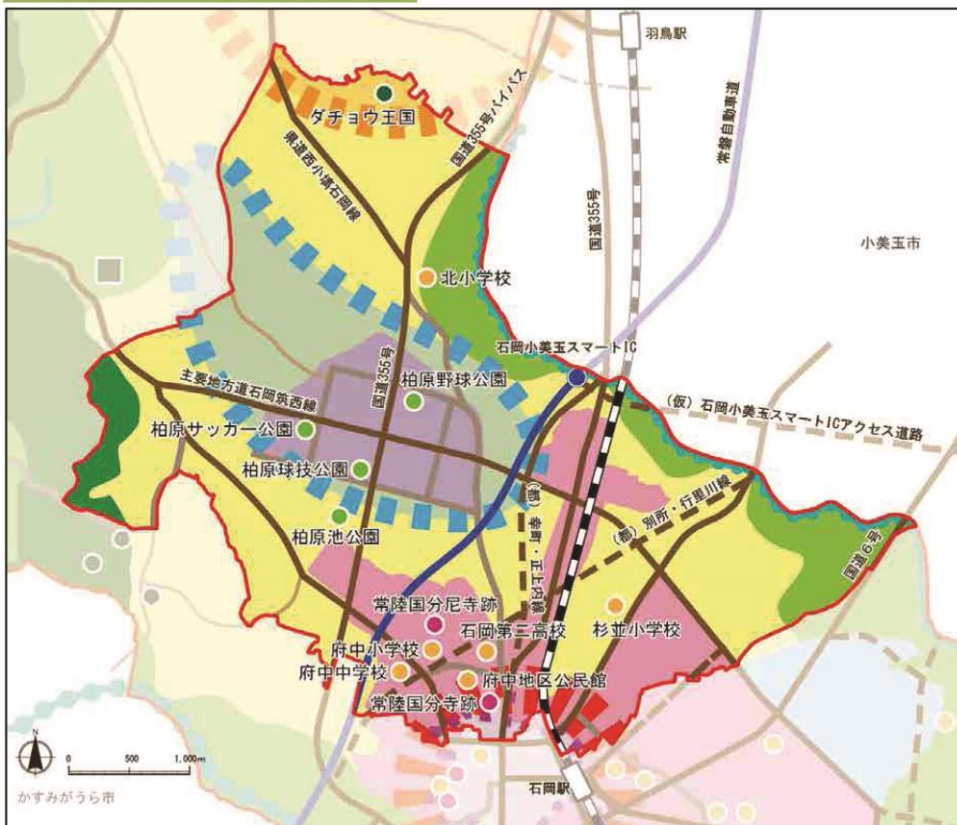 羽鳥駅
ダチョウ王国
国道355号バイパス
県道西小塙石岡線
常磐自動車道
国道355号
小美玉市
北小学校
石岡小美玉スマートIC
国道355号
柏原野球公園
主要地方道石岡筑西線
(仮)石岡小美玉スマートICアクセス道路
柏原サッカー公園
柏原球技公園
(都)別所・行里川線
柏原池公園
(都)幸町・正上内線
国道6号
常陸国分尼寺跡
石岡第二高校
杉並小学校
府中小学校
府中中学校
府中地区公民館
常陸国分寺跡
N
0 500 1,000m
石岡駅
かすみがうら市